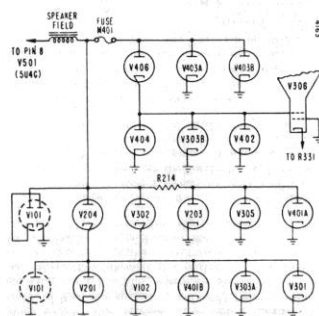 SPEAKER FIELD
FUSE
M401
TO PIN 8
V501
(5U4G)
V406
V403A
V403B
V306
V404
V303B
V402
TO R331
R214
V101
V204
V302
V203
V305
V401A
V101
V201
V102
V401B
V303A
V301